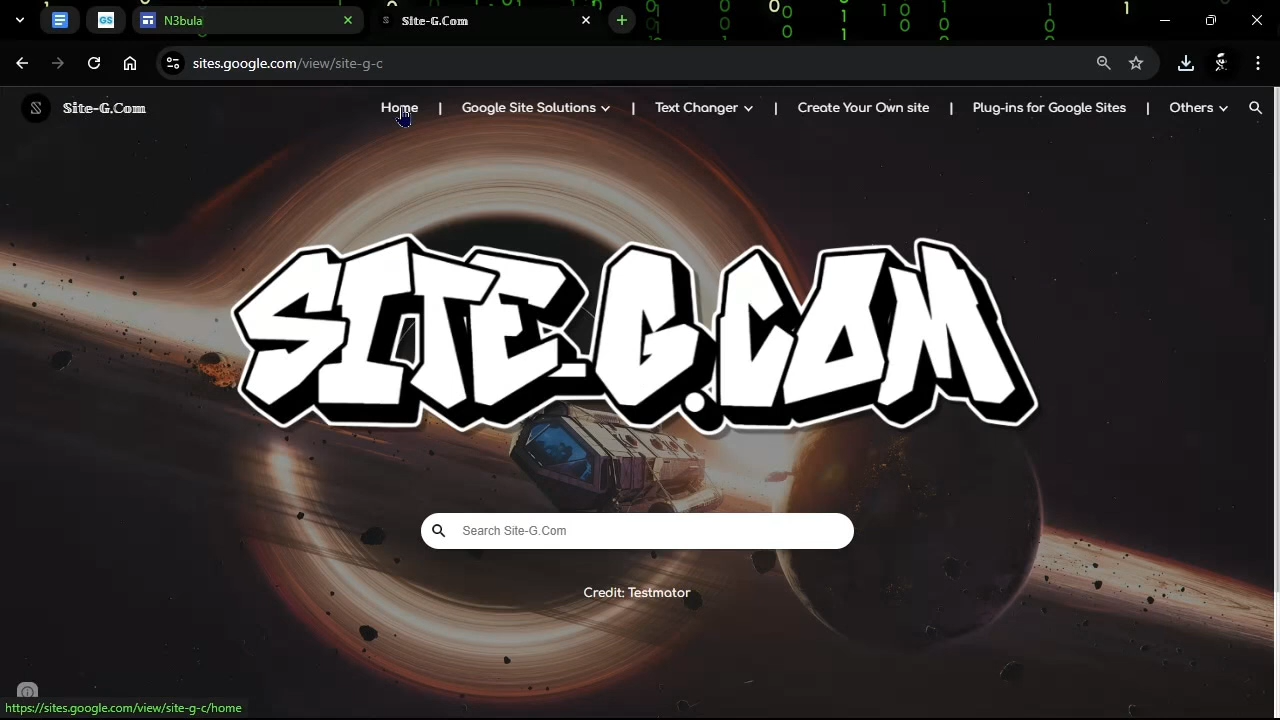 GS
N3bula
Site-G.Com
sites.google.com/view/site-g-c
S
Site-G.Com
Home | Google Site Solutions | Text Changer | Create Your Own site | Plug-ins for Google Sites | Others
SITE-G.COM
Search Site-G.Com
Credit: Testmator
https://sites.google.com/view/site-g-c/home